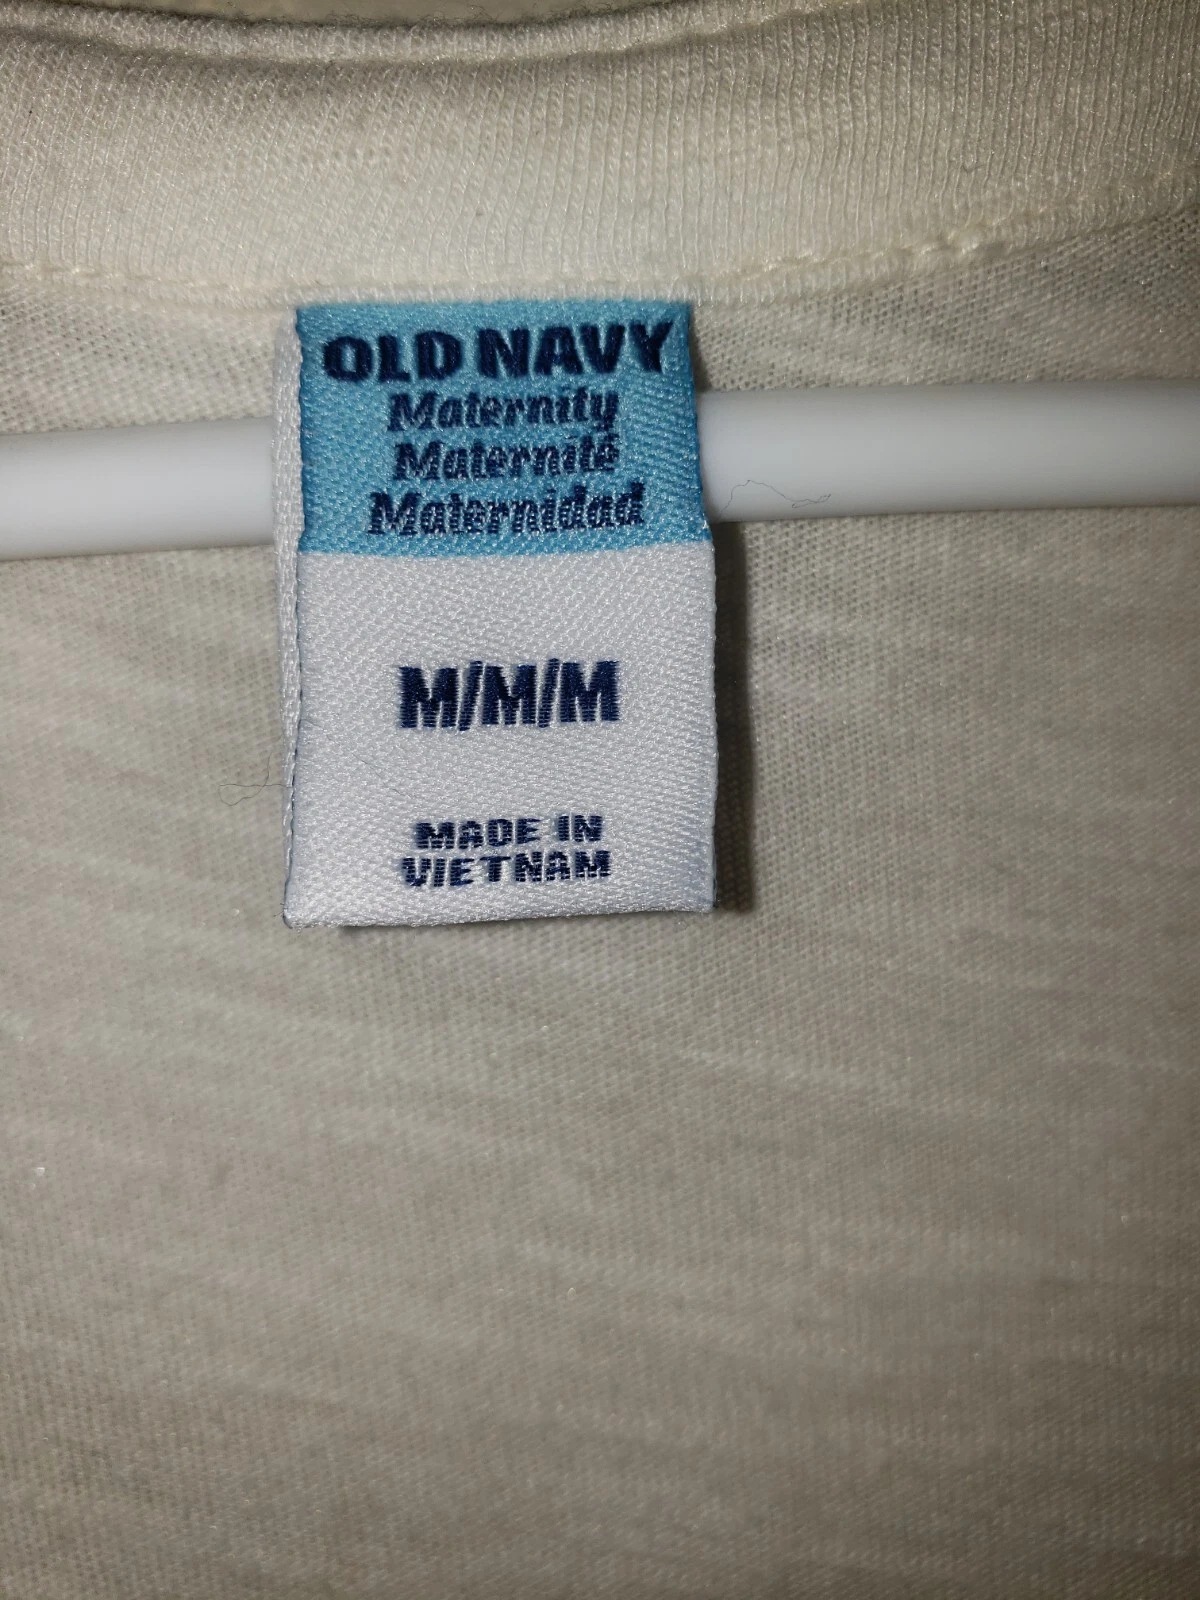 OLD NAVY
Maternity
Maternité
Maternidad
M/M/M
MADE IN
VIETNAM